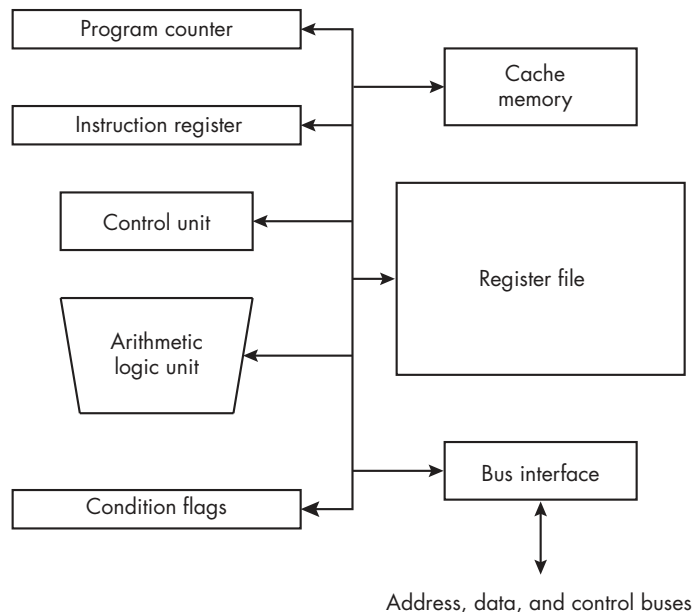 Program counter
Cache
memory
Instruction register
Control unit
Register file
Arithmetic
logic unit
Bus interface
Condition flags
Address, data, and control buses